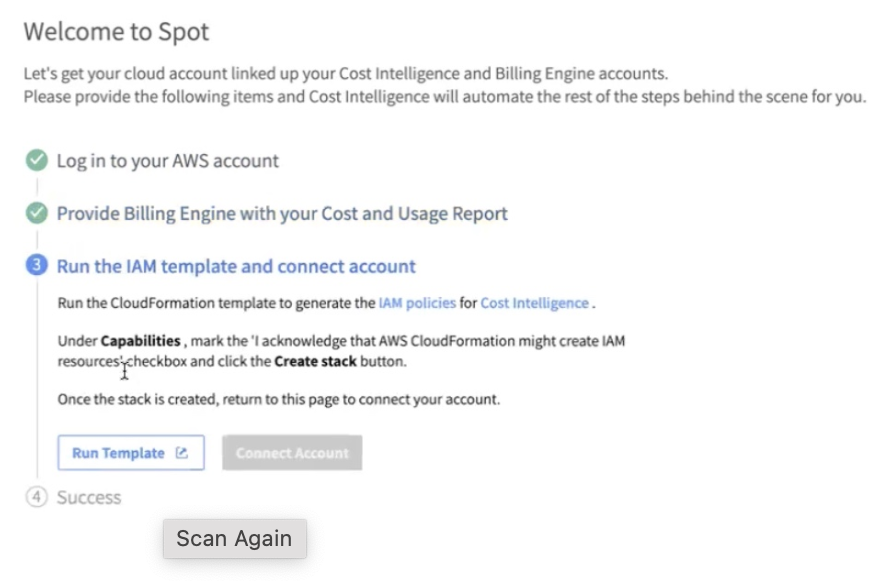 Welcome to Spot
Let's get your cloud account linked up your Cost Intelligence and Billing Engine accounts.
Please provide the following items and Cost Intelligence will automate the rest of the steps behind the scene for you.
Log in to your AWS account
Provide Billing Engine with your Cost and Usage Report
3 Run the IAM template and connect account
Run the CloudFormation template to generate the IAM policies for Cost Intelligence .
Under Capabilities , mark the 'I acknowledge that AWS CloudFormation might create IAM
resources' checkbox and click the Create stack button.
Once the stack is created, return to this page to connect your account.
Run Template Connect Account
4 Success
Scan Again